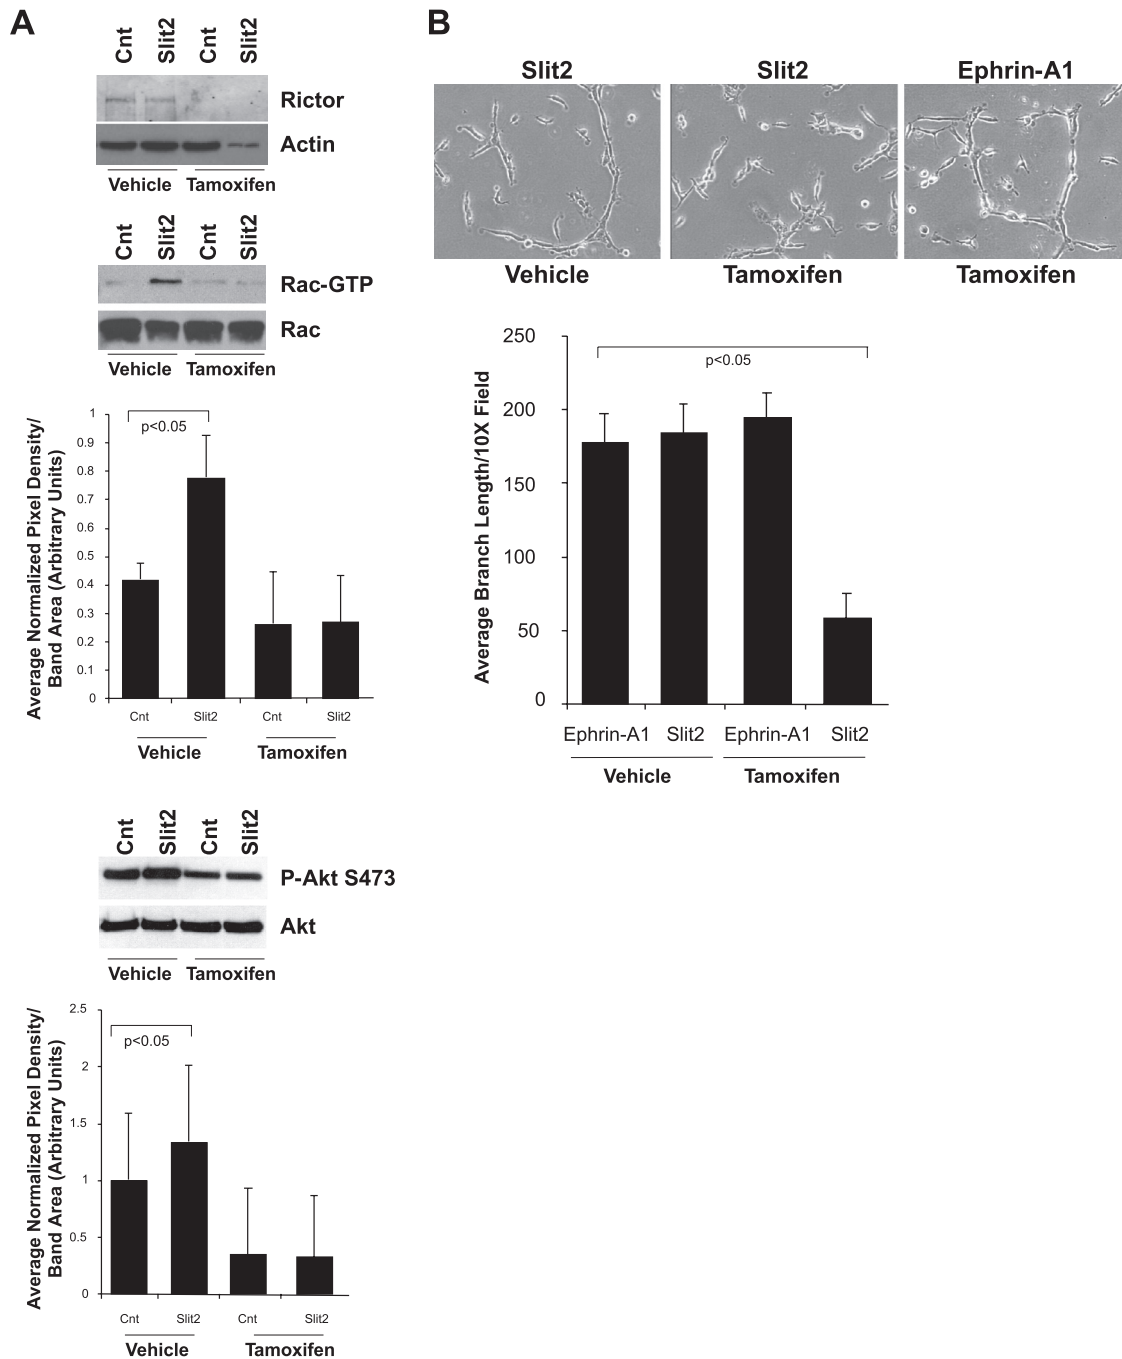 A
Cnt Slit2 Cnt Slit2
Rictor
Actin
Vehicle Tamoxifen
Cnt Slit2 Cnt Slit2
Rac-GTP
Rac
Vehicle Tamoxifen
Average Normalized Pixel Density/
Band Area (Arbitrary Units)
1
0.9
0.8
0.7
0.6
0.5
0.4
0.3
0.2
0.1
0
p<0.05
Cnt Slit2 Cnt Slit2
Vehicle Tamoxifen
Cnt Slit2 Cnt Slit2
P-Akt S473
Akt
Vehicle Tamoxifen
Average Normalized Pixel Density/
Band Area (Arbitrary Units)
2.5
2
1.5
1
0.5
0
p<0.05
Cnt Slit2 Cnt Slit2
Vehicle Tamoxifen
B
Slit2 Slit2 Ephrin-A1
Vehicle Tamoxifen Tamoxifen
Average Branch Length/10X Field
250
200
150
100
50
0
p<0.05
Ephrin-A1 Slit2 Ephrin-A1 Slit2
Vehicle Tamoxifen